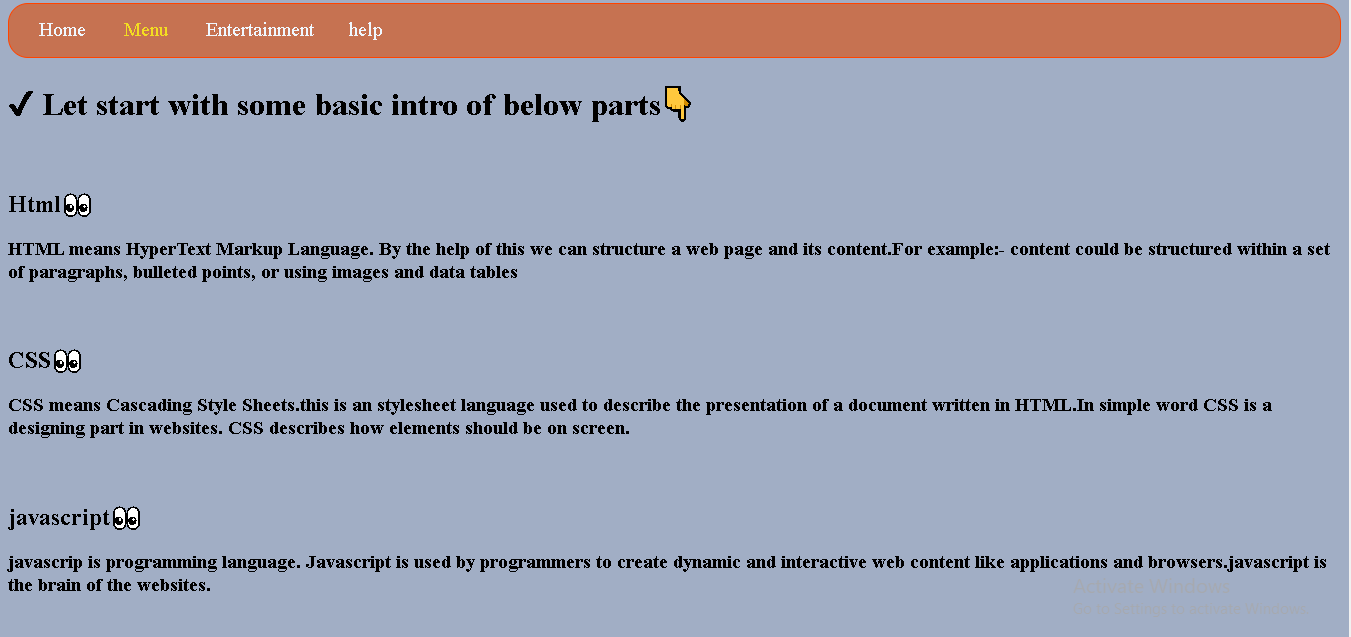 Home Menu Entertainment help
✔ Let start with some basic intro of below parts👇
Html👀
HTML means HyperText Markup Language. By the help of this we can structure a web page and its content.For example:- content could be structured within a set
of paragraphs, bulleted points, or using images and data tables
CSS👀
CSS means Cascading Style Sheets.this is an stylesheet language used to describe the presentation of a document written in HTML.In simple word CSS is a
designing part in websites. CSS describes how elements should be on screen.
javascript👀
javascrip is programming language. Javascript is used by programmers to create dynamic and interactive web content like applications and browsers.javascript is
the brain of the websites.
Activate Windows
Go to Settings to activate Windows.